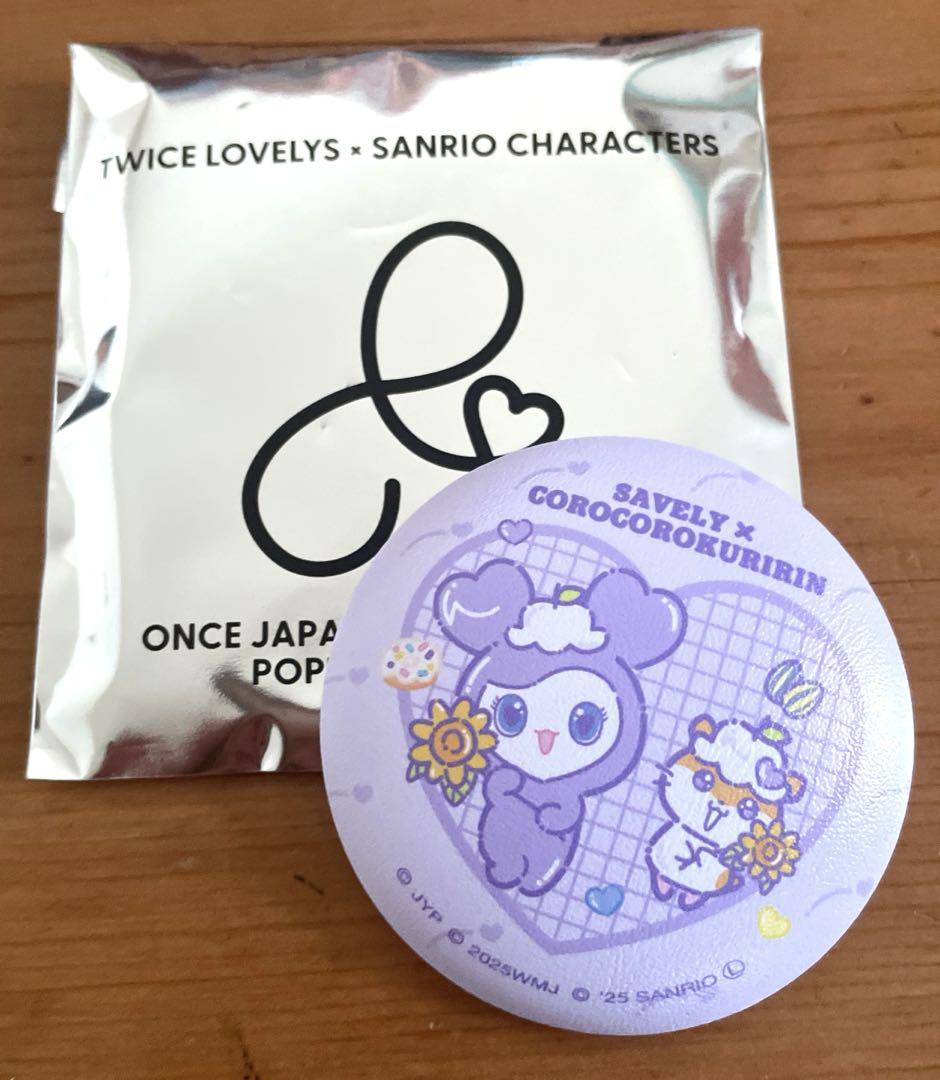 TWICE LOVELYS × SANRIO CHARACTERS
ONCE JAPA
POP
SAVELY ×
COROCOROKURIRIN
© JYP © 2025WMJ © '25 SANRIO Ⓛ